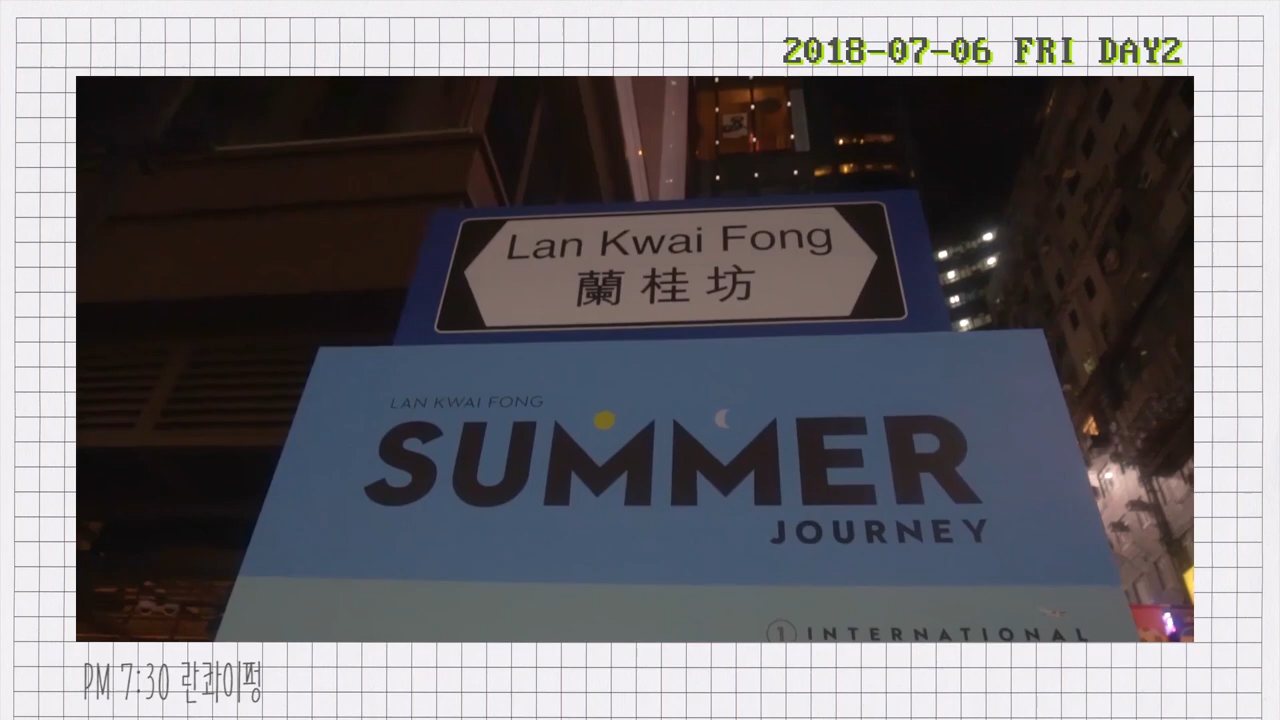 2018-07-06 FRI DAY2
Lan Kwai Fong
蘭桂坊
LAN KWAI FONG
SUMMER
JOURNEY
1 INTERNATIONAL
PM 7:30 란콰이펑